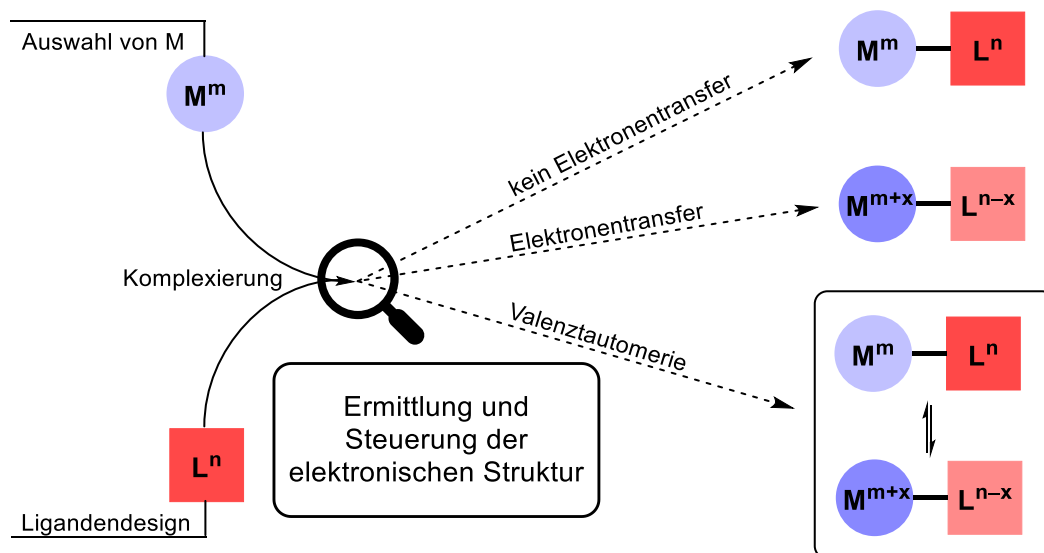 Auswahl von M
Mᵐ
Komplexierung
Lⁿ
Ligandendesign
Ermittlung und
Steuerung der
elektronischen Struktur
kein Elektronentransfer
Elektronentransfer
Valenztautomerie
Mᵐ Lⁿ
Mᵐ⁺ˣ Lⁿ⁻ˣ
Mᵐ Lⁿ
Mᵐ⁺ˣ Lⁿ⁻ˣ